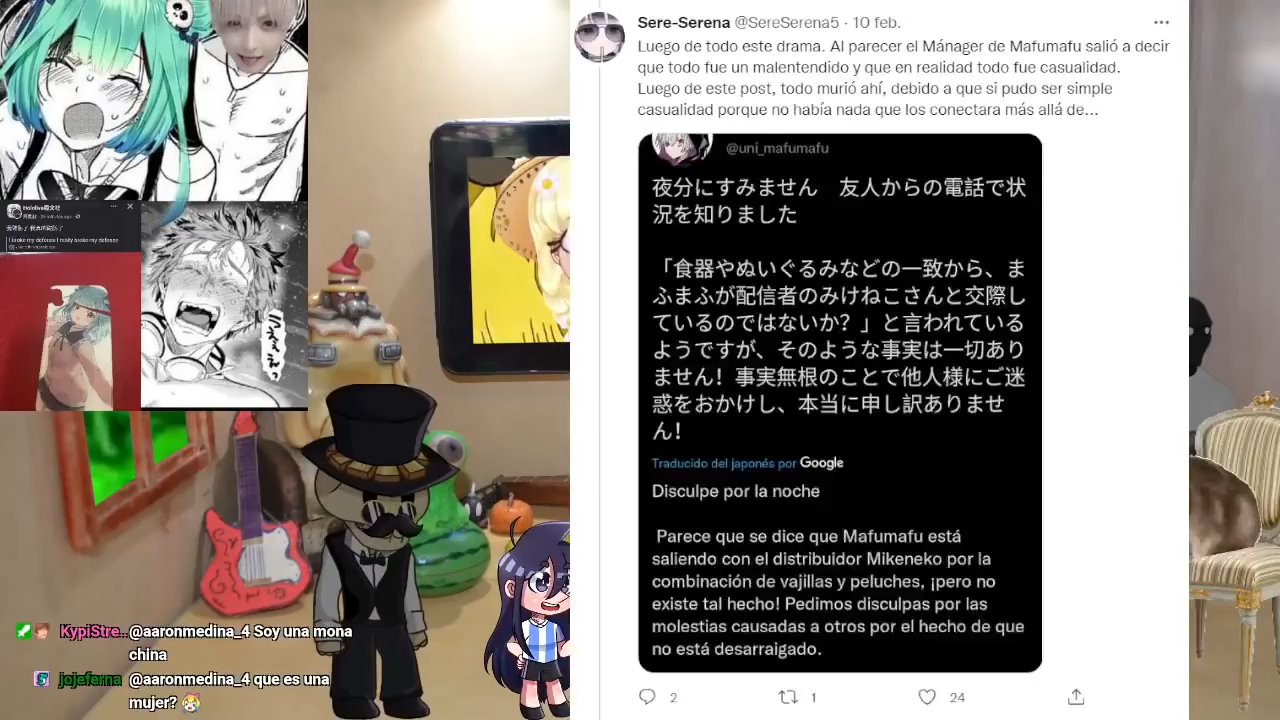 Sere-Serena @SereSerena5 · 10 feb.
Luego de todo este drama. Al parecer el Mánager de Mafumafu salió a decir
que todo fue un malentendido y que en realidad todo fue casualidad.
Luego de este post, todo murió ahí, debido a que si pudo ser simple
casualidad porque no había nada que los conectara más allá de...
@uni_mafumafu
夜分にすみません　友人からの電話で状
況を知りました
「食器やぬいぐるみなどの一致から、ま
ふまふが配信者のみけねこさんと交際し
ているのではないか？」と言われている
ようですが、そのような事実は一切あり
ません！事実無根のことで他人様にご迷
惑をおかけし、本当に申し訳ありませ
ん！
Traducido del japonés por Google
Disculpe por la noche
Parece que se dice que Mafumafu está
saliendo con el distribuidor Mikeneko por la
combinación de vajillas y peluches, ¡pero no
existe tal hecho! Pedimos disculpas por las
molestias causadas a otros por el hecho de que
no está desarraigado.
2
1
24
I broke my defense I really broke my defense
KypiStre.. @aaronmedina_4 Soy una mona
china
jojeferna @aaronmedina_4 que es una
mujer?